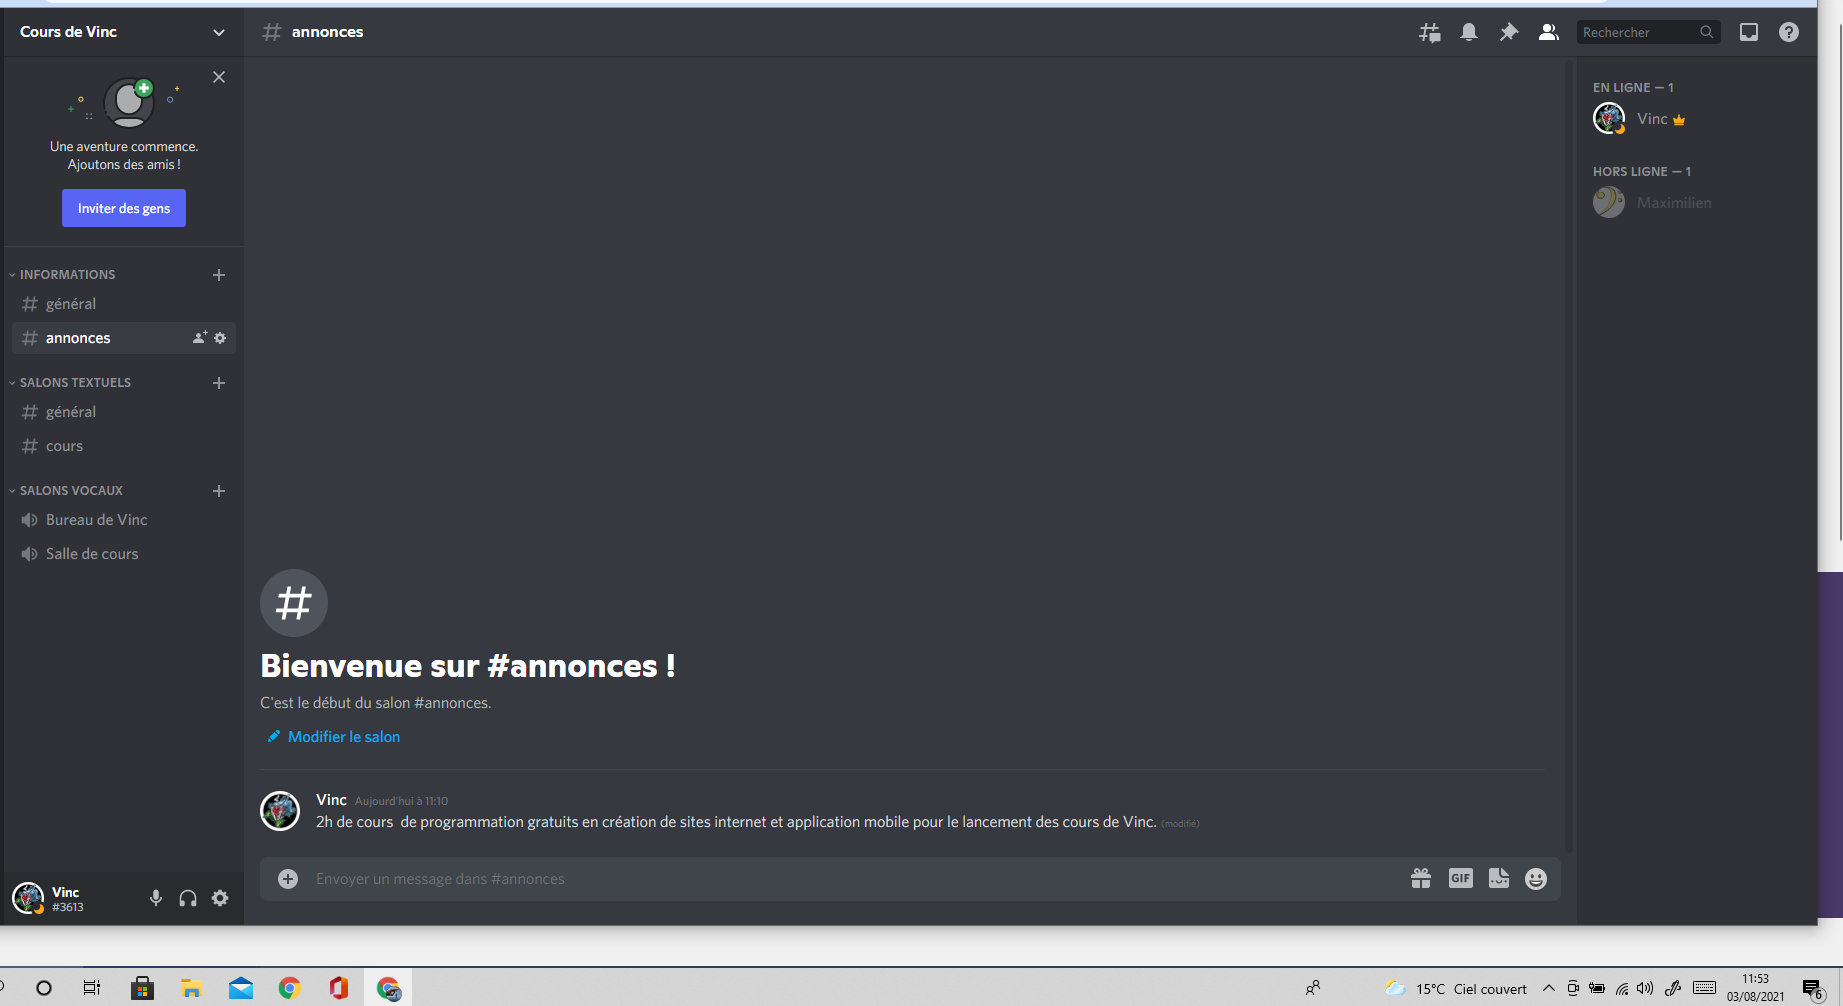 Cours de Vinc
annonces
Rechercher
Une aventure commence.
Ajoutons des amis !
Inviter des gens
INFORMATIONS
général
annonces
SALONS TEXTUELS
général
cours
SALONS VOCAUX
Bureau de Vinc
Salle de cours
Vinc
#3613
Bienvenue sur #annonces !
C'est le début du salon #annonces.
Modifier le salon
Vinc Aujourd'hui à 11:10
2h de cours  de programmation gratuits en création de sites internet et application mobile pour le lancement des cours de Vinc. (modifié)
Envoyer un message dans #annonces
GIF
EN LIGNE — 1
Vinc
HORS LIGNE — 1
Maximilien
15°C Ciel couvert
11:53
03/08/2021
6